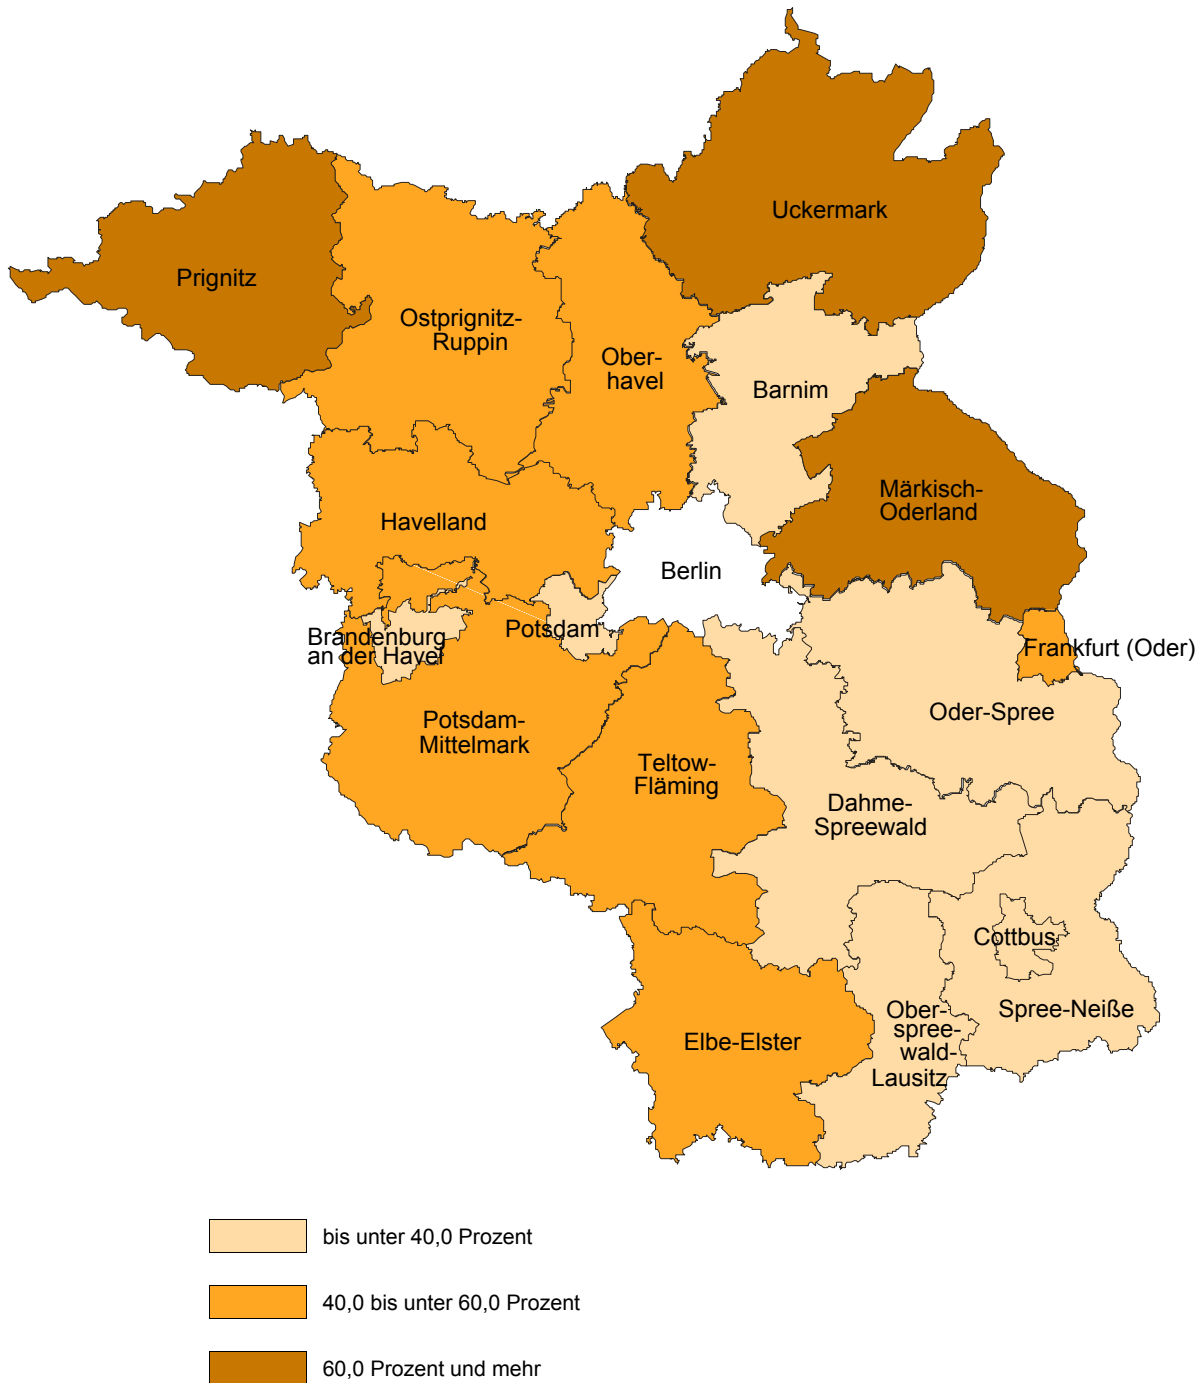 Uckermark
Prignitz
Ostprignitz-
Ruppin
Ober-
havel
Barnim
Märkisch-
Oderland
Havelland
Berlin
Brandenburg
an der Havel
Potsdam
Frankfurt (Oder)
Potsdam-
Mittelmark
Oder-Spree
Teltow-
Fläming
Dahme-
Spreewald
Cottbus
Spree-Neiße
Ober-
spree-
wald-
Lausitz
Elbe-Elster
bis unter 40,0 Prozent
40,0 bis unter 60,0 Prozent
60,0 Prozent und mehr